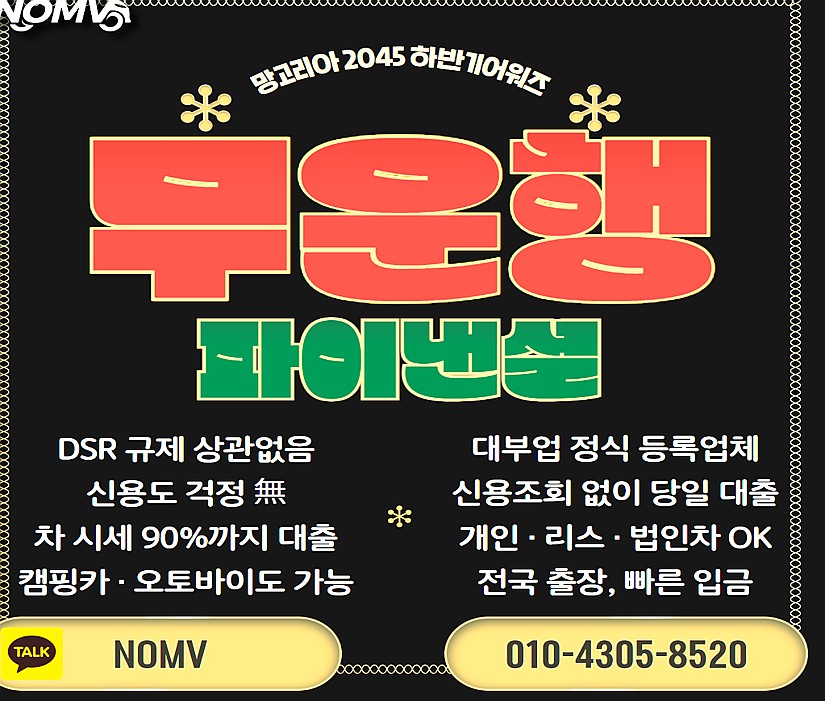 NOMV
망고리아 2045 하반기어워즈
무운행
파이낸셜
DSR 규제 상관없음
신용도 걱정 無
차 시세 90%까지 대출
캠핑카 · 오토바이도 가능
대부업 정식 등록업체
신용조회 없이 당일 대출
개인 · 리스 · 법인차 OK
전국 출장, 빠른 입금
TALK
NOMV
010-4305-8520